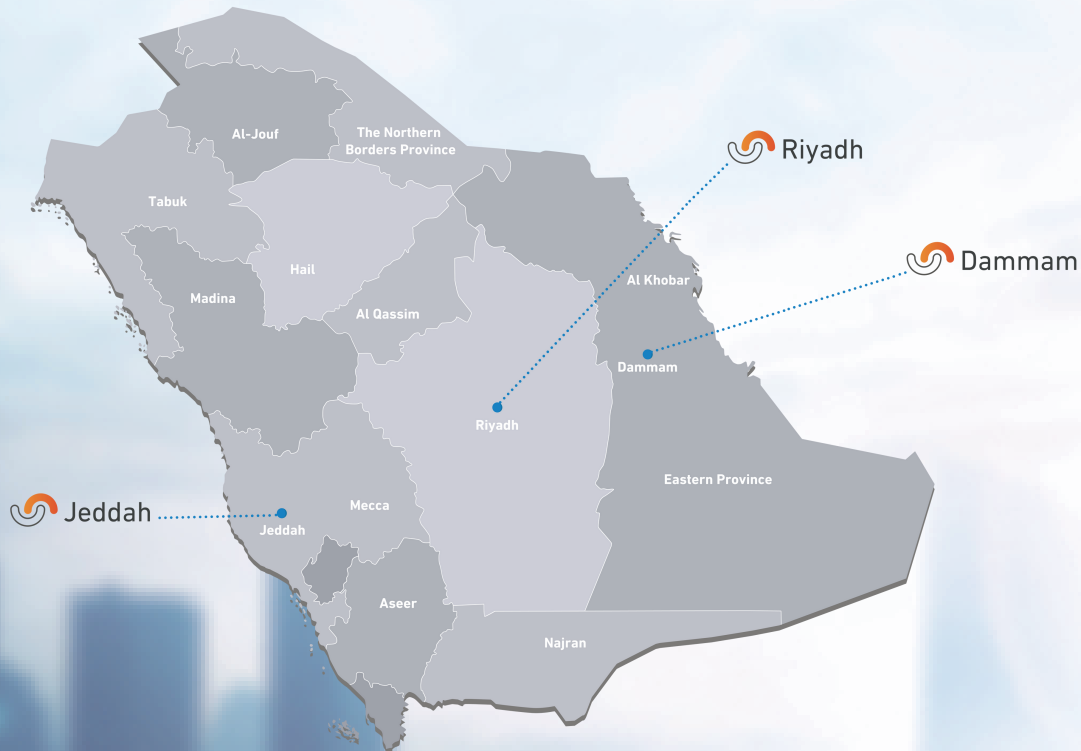 Al-Jouf
The Northern
Borders Province
Riyadh
Tabuk
Dammam
Hail
Al Khobar
Madina
Al Qassim
Dammam
Riyadh
Eastern Province
Mecca
Jeddah
Jeddah
Aseer
Najran